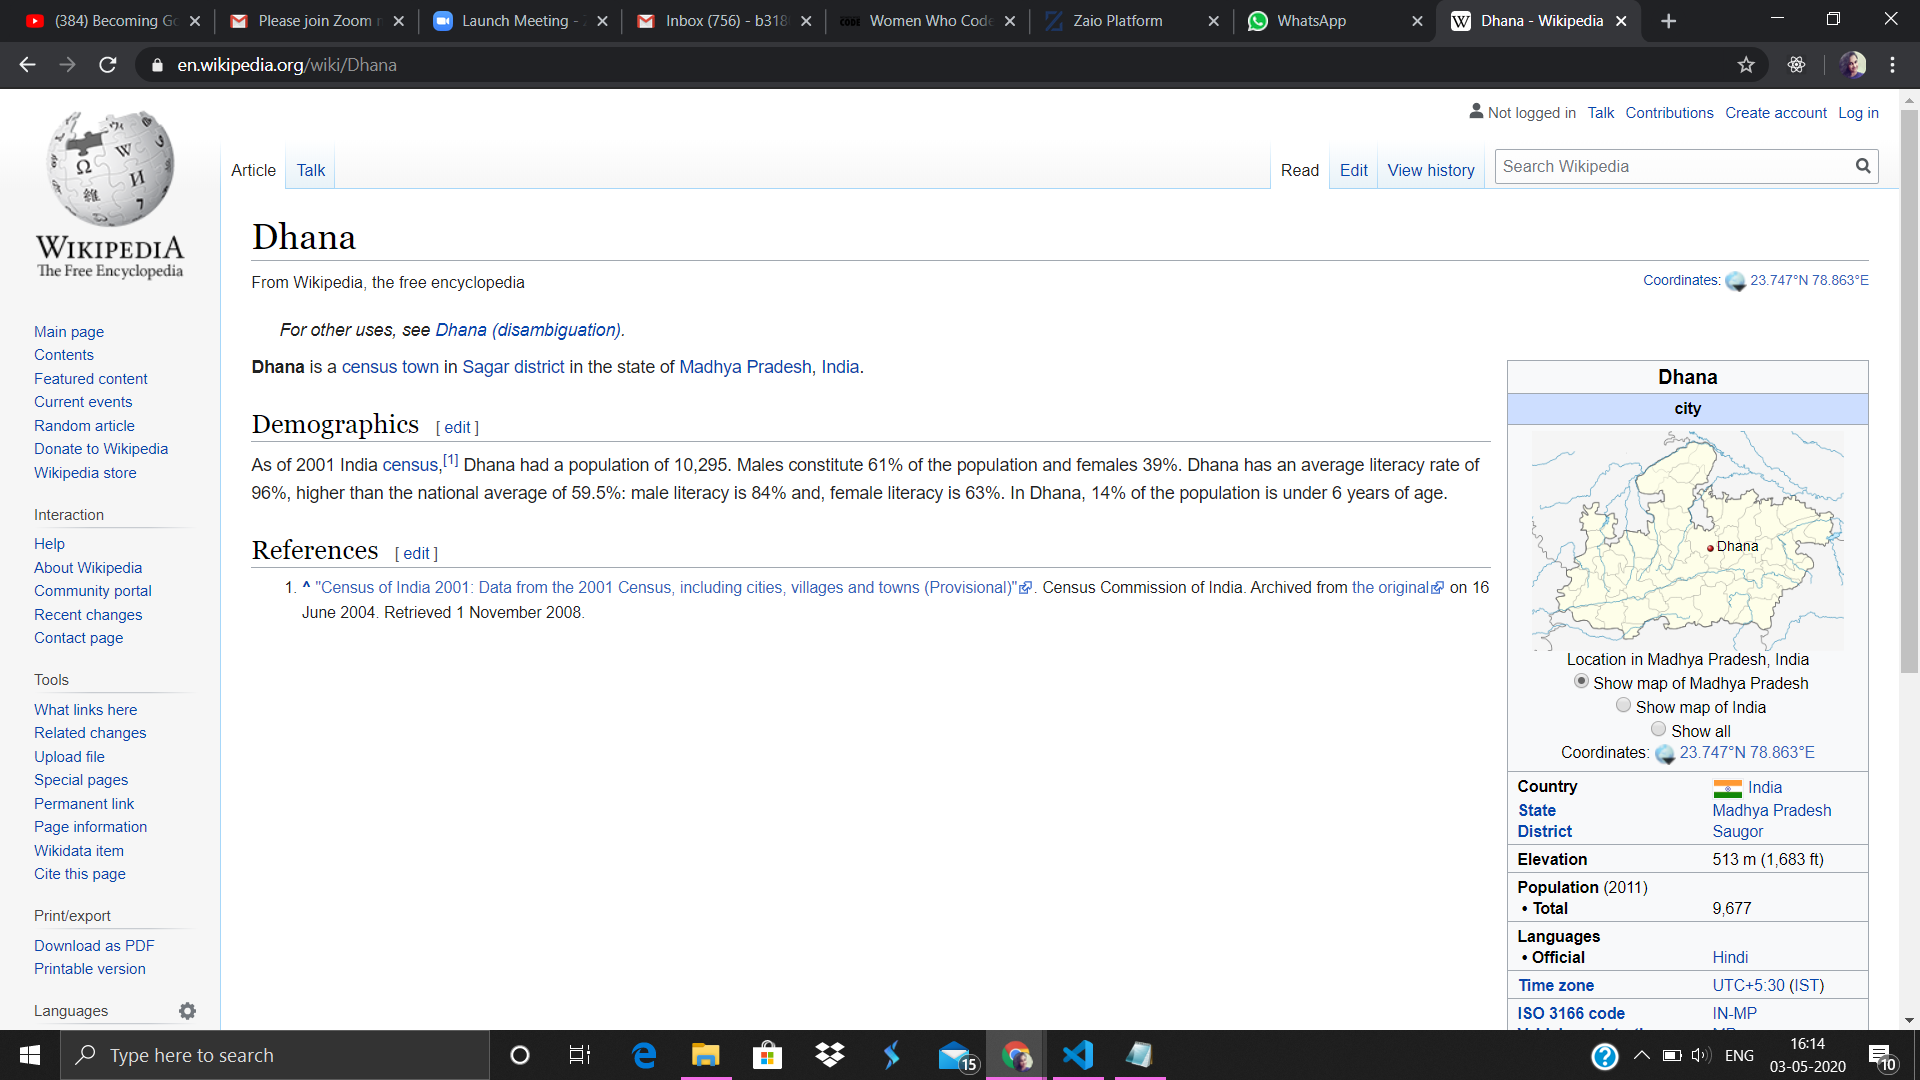 (384) Becoming Go
Please join Zoom m
Launch Meeting - Z
Inbox (756) - b318
Women Who Code
Zaio Platform
WhatsApp
Dhana - Wikipedia
en.wikipedia.org/wiki/Dhana
Not logged in Talk Contributions Create account Log in
Article Talk Read Edit View history Search Wikipedia
WIKIPEDIA
The Free Encyclopedia
Main page
Contents
Featured content
Current events
Random article
Donate to Wikipedia
Wikipedia store
Interaction
Help
About Wikipedia
Community portal
Recent changes
Contact page
Tools
What links here
Related changes
Upload file
Special pages
Permanent link
Page information
Wikidata item
Cite this page
Print/export
Download as PDF
Printable version
Languages
Dhana
From Wikipedia, the free encyclopedia
Coordinates: 23.747°N 78.863°E
For other uses, see Dhana (disambiguation).
Dhana is a census town in Sagar district in the state of Madhya Pradesh, India.
Demographics [ edit ]
As of 2001 India census,[1] Dhana had a population of 10,295. Males constitute 61% of the population and females 39%. Dhana has an average literacy rate of
96%, higher than the national average of 59.5%: male literacy is 84% and, female literacy is 63%. In Dhana, 14% of the population is under 6 years of age.
References [ edit ]
1. ^ "Census of India 2001: Data from the 2001 Census, including cities, villages and towns (Provisional)". Census Commission of India. Archived from the original on 16
June 2004. Retrieved 1 November 2008.
Dhana
city
Dhana
Location in Madhya Pradesh, India
Show map of Madhya Pradesh
Show map of India
Show all
Coordinates: 23.747°N 78.863°E
Country India
State Madhya Pradesh
District Saugor
Elevation 513 m (1,683 ft)
Population (2011)
• Total 9,677
Languages
• Official Hindi
Time zone UTC+5:30 (IST)
ISO 3166 code IN-MP
Type here to search
15
ENG
16:14
03-05-2020
10